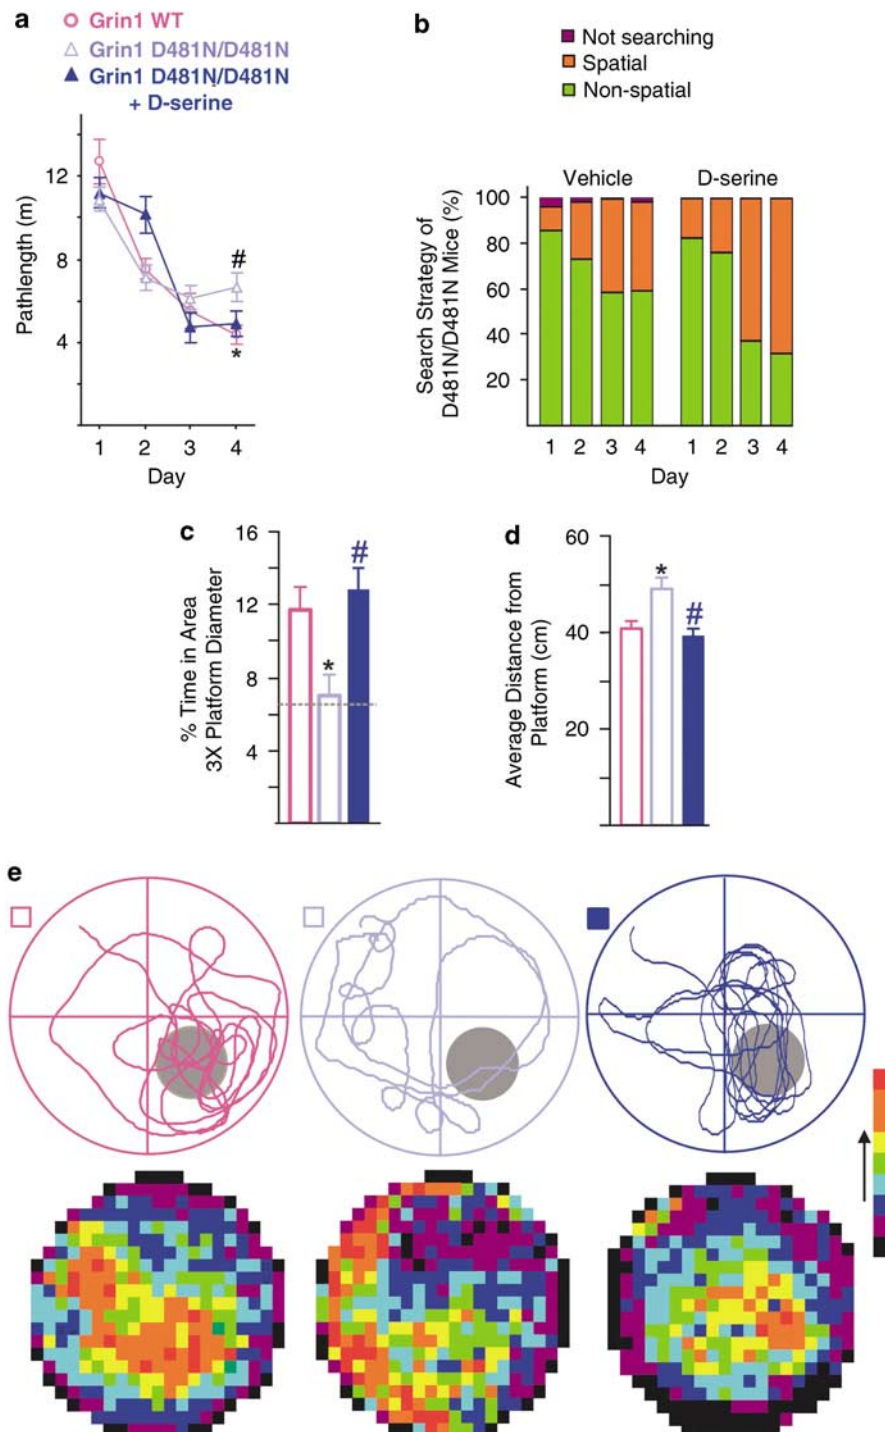 a
Grin1 WT
Grin1 D481N/D481N
Grin1 D481N/D481N
+ D-serine
Pathlength (m)
12
8
4
#
*
1 2 3 4
Day
b
Not searching
Spatial
Non-spatial
Vehicle D-serine
Search Strategy of
D481N/D481N Mice (%)
100
80
60
40
20
1 2 3 4 1 2 3 4
Day
c
% Time in Area
3X Platform Diameter
16
12
8
4
*
#
d
Average Distance from
Platform (cm)
60
40
20
*
#
e